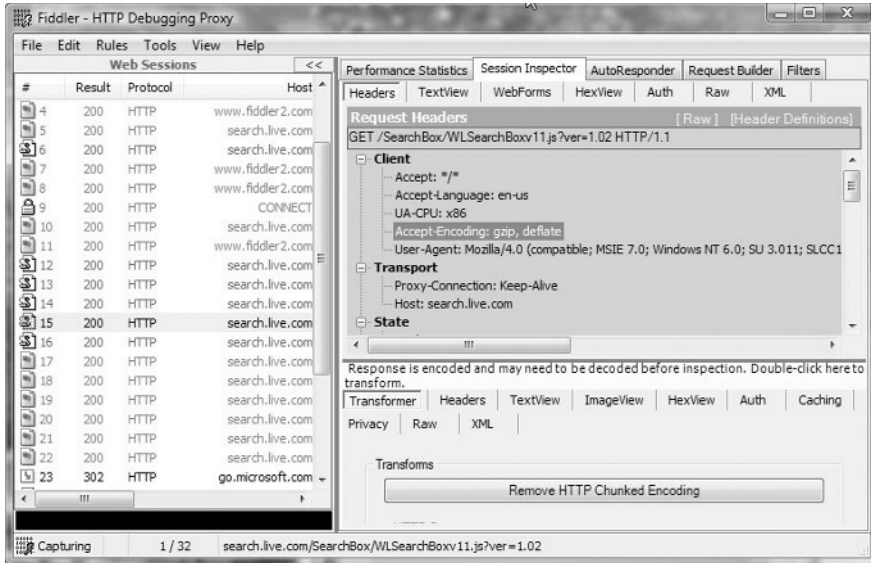 Fiddler - HTTP Debugging Proxy
File Edit Rules Tools View Help
Web Sessions <<
# Result Protocol Host
4 200 HTTP www.fiddler2.com
5 200 HTTP search.live.com
6 200 HTTP search.live.com
7 200 HTTP www.fiddler2.com
8 200 HTTP www.fiddler2.com
9 200 HTTP CONNECT
10 200 HTTP search.live.com
11 200 HTTP www.fiddler2.com
12 200 HTTP search.live.com
13 200 HTTP search.live.com
14 200 HTTP search.live.com
15 200 HTTP search.live.com
16 200 HTTP search.live.com
17 200 HTTP search.live.com
18 200 HTTP search.live.com
19 200 HTTP search.live.com
20 200 HTTP search.live.com
21 200 HTTP search.live.com
22 200 HTTP search.live.com
23 302 HTTP go.microsoft.com
Performance Statistics Session Inspector AutoResponder Request Builder Filters
Headers TextView WebForms HexView Auth Raw XML
Request Headers [ Raw ] [Header Definitions]
GET /SearchBox/WLSearchBoxv11.js?ver=1.02 HTTP/1.1
Client
Accept: */*
Accept-Language: en-us
UA-CPU: x86
Accept-Encoding: gzip, deflate
User-Agent: Mozilla/4.0 (compatible; MSIE 7.0; Windows NT 6.0; SU 3.011; SLCC1
Transport
Proxy-Connection: Keep-Alive
Host: search.live.com
State
Response is encoded and may need to be decoded before inspection. Double-click here to
transform.
Transformer Headers TextView ImageView HexView Auth Caching
Privacy Raw XML
Transforms
Remove HTTP Chunked Encoding
Capturing 1 / 32 search.live.com/SearchBox/WLSearchBoxv11.js?ver=1.02